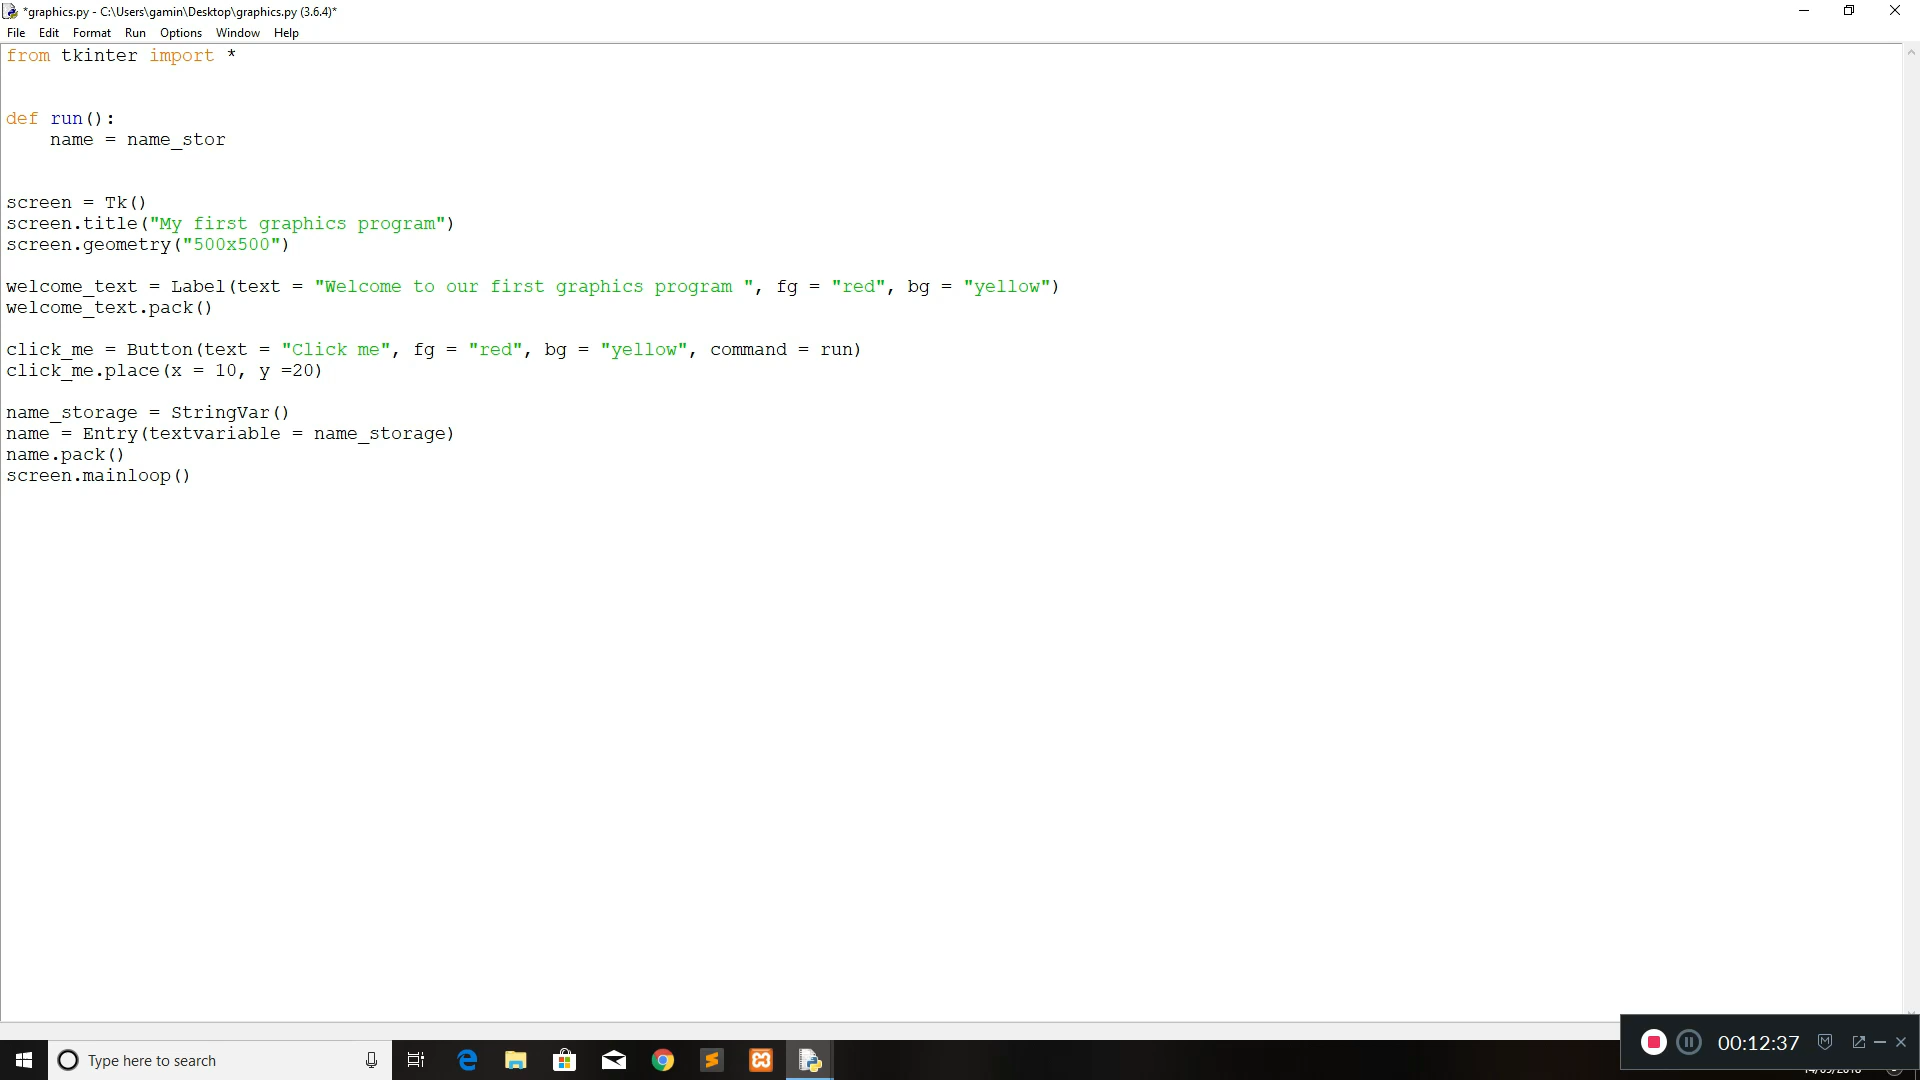 *graphics.py - C:\Users\gamin\Desktop\graphics.py (3.6.4)*
File Edit Format Run Options Window Help
from tkinter import *
def run():
    name = name_stor
screen = Tk()
screen.title("My first graphics program")
screen.geometry("500x500")
welcome_text = Label(text = "Welcome to our first graphics program ", fg = "red", bg = "yellow")
welcome_text.pack()
click_me = Button(text = "Click me", fg = "red", bg = "yellow", command = run)
click_me.place(x = 10, y =20)
name_storage = StringVar()
name = Entry(textvariable = name_storage)
name.pack()
screen.mainloop()
Type here to search
00:12:37